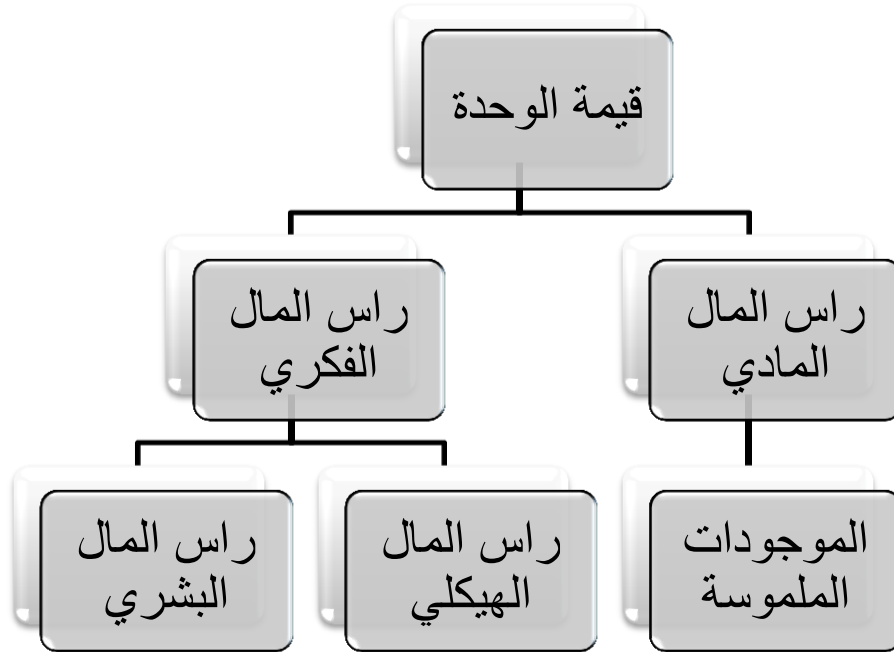 قيمة الوحدة
راس المال
المادي
راس المال
الفكري
الموجودات
الملموسة
راس المال
الهيكلي
راس المال
البشري